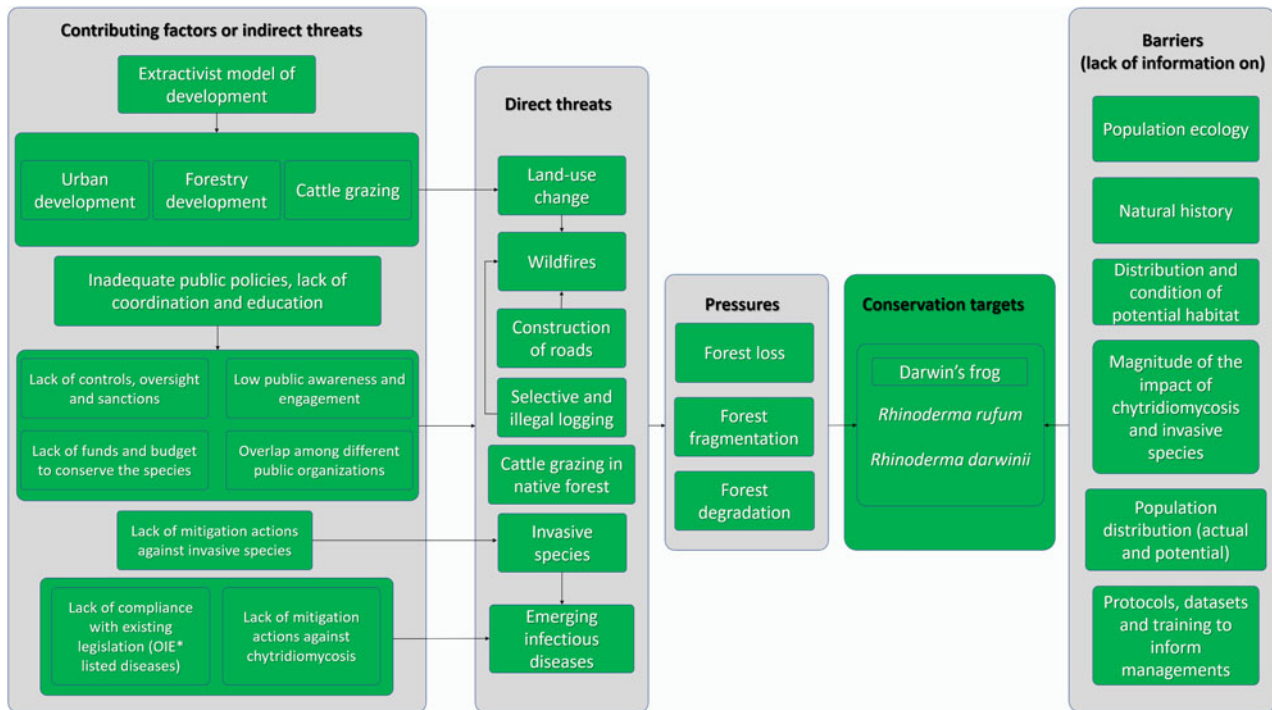 Contributing factors or indirect threats
Extractivist model of
development
Urban
development
Forestry
development
Cattle grazing
Inadequate public policies, lack of
coordination and education
Lack of controls, oversight
and sanctions
Low public awareness and
engagement
Lack of funds and budget
to conserve the species
Overlap among different
public organizations
Lack of mitigation actions
against invasive species
Lack of compliance
with existing
legislation (OIE*
listed diseases)
Lack of mitigation
actions against
chytridiomycosis
Direct threats
Land-use
change
Wildfires
Construction
of roads
Selective and
illegal logging
Cattle grazing in
native forest
Invasive
species
Emerging
infectious
diseases
Pressures
Forest loss
Forest
fragmentation
Forest
degradation
Conservation targets
Darwin’s frog
Rhinoderma rufum
Rhinoderma darwinii
Barriers
(lack of information on)
Population ecology
Natural history
Distribution and
condition of
potential habitat
Magnitude of the
impact of
chytridiomycosis
and invasive
species
Population
distribution (actual
and potential)
Protocols, datasets
and training to
inform
managements